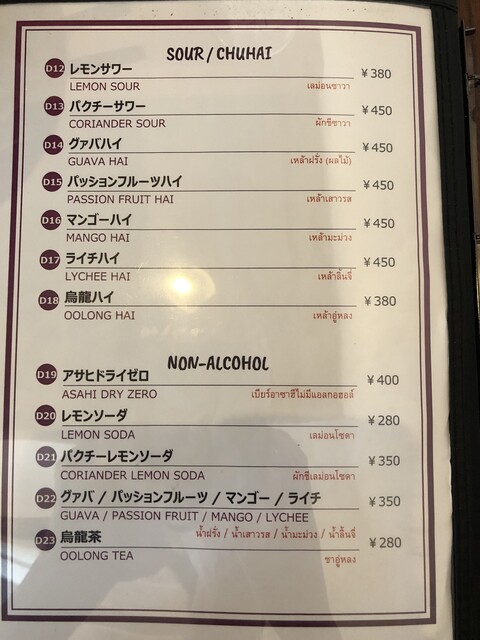 SOUR / CHUHAI
D12 レモンサワー ¥380
LEMON SOUR เลม่อนซาวา
D13 パクチーサワー ¥450
CORIANDER SOUR ผักชีซาวา
D14 グァバハイ ¥450
GUAVA HAI เหล้าฝรั่ง (ผลไม้)
D15 パッションフルーツハイ ¥450
PASSION FRUIT HAI เหล้าเสาวรส
D16 マンゴーハイ ¥450
MANGO HAI เหล้ามะม่วง
D17 ライチハイ ¥450
LYCHEE HAI เหล้าลิ้นจี่
D18 烏龍ハイ ¥380
OOLONG HAI เหล้าอู่หลง
NON-ALCOHOL
D19 アサヒドライゼロ ¥400
ASAHI DRY ZERO เบียร์อาซาฮีไม่มีแอลกอฮอล์
D20 レモンソーダ ¥280
LEMON SODA เลม่อนโซดา
D21 パクチーレモンソーダ ¥350
CORIANDER LEMON SODA ผักชีเลม่อนโซดา
D22 グァバ / パッションフルーツ / マンゴー / ライチ ¥350
GUAVA / PASSION FRUIT / MANGO / LYCHEE
น้ำฝรั่ง / น้ำเสาวรส / น้ำมะม่วง / น้ำลิ้นจี่
D23 烏龍茶 ¥280
OOLONG TEA ชาอู่หลง